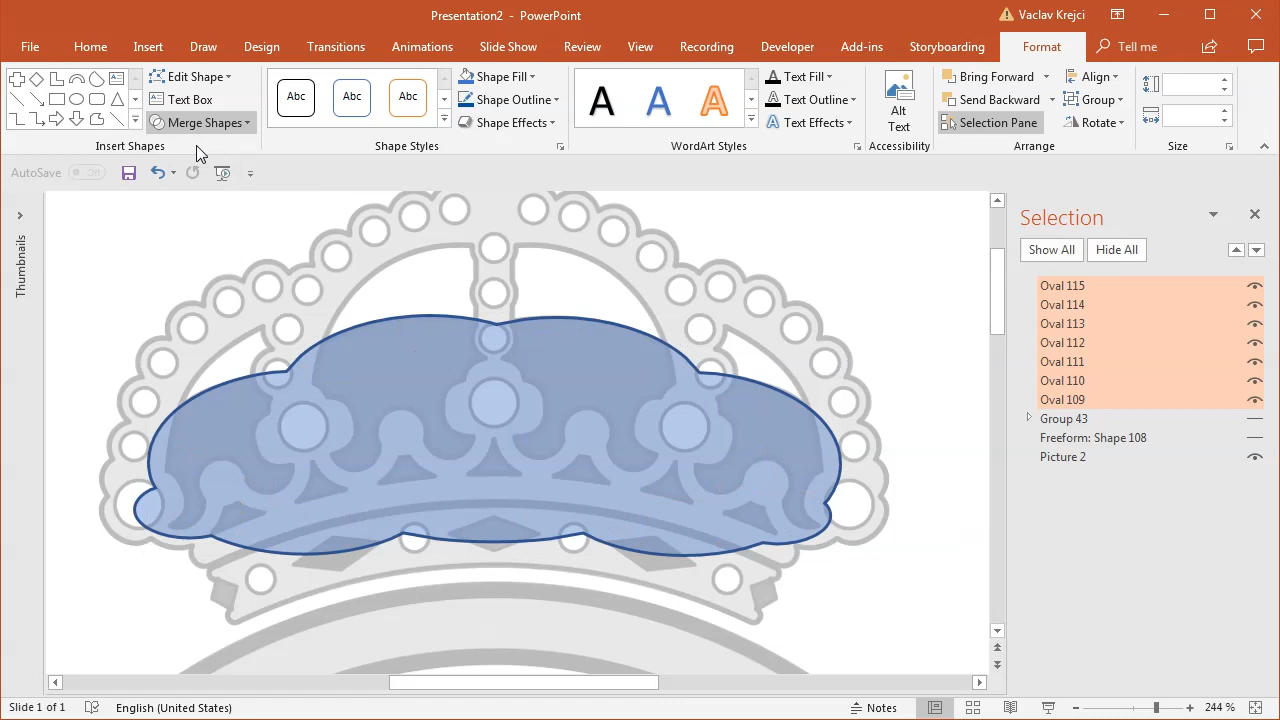 Presentation2 - PowerPoint
Vaclav Krejci
File Home Insert Draw Design Transitions Animations Slide Show Review View Recording Developer Add-ins Storyboarding Format Tell me
Edit Shape
Text Box
Merge Shapes
Insert Shapes
Abc Abc Abc
Shape Fill
Shape Outline
Shape Effects
Shape Styles
A A A
Text Fill
Text Outline
Text Effects
WordArt Styles
Alt
Text
Accessibility
Bring Forward
Send Backward
Selection Pane
Align
Group
Rotate
Arrange
Size
AutoSave Off
Thumbnails
Selection
Show All Hide All
Oval 115
Oval 114
Oval 113
Oval 112
Oval 111
Oval 110
Oval 109
Group 43
Freeform: Shape 108
Picture 2
Slide 1 of 1 English (United States) Notes 244 %